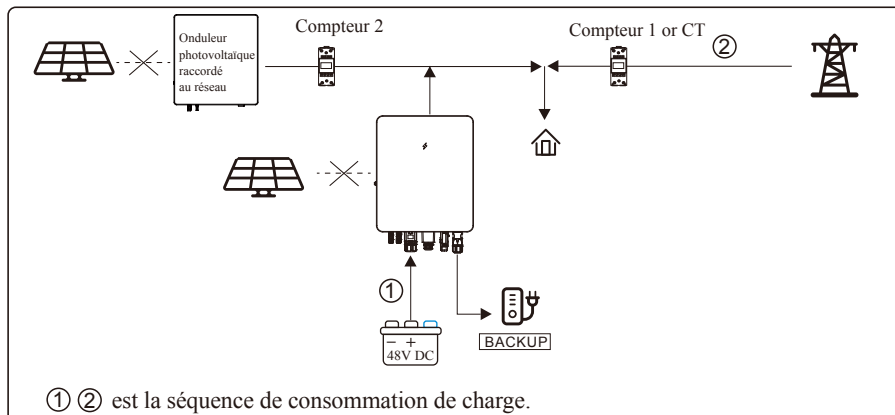 Onduleur
photovoltaïque
raccordé
au réseau
Compteur 2
Compteur 1 or CT
②
①
− +
48V DC
BACKUP
① ② est la séquence de consommation de charge.